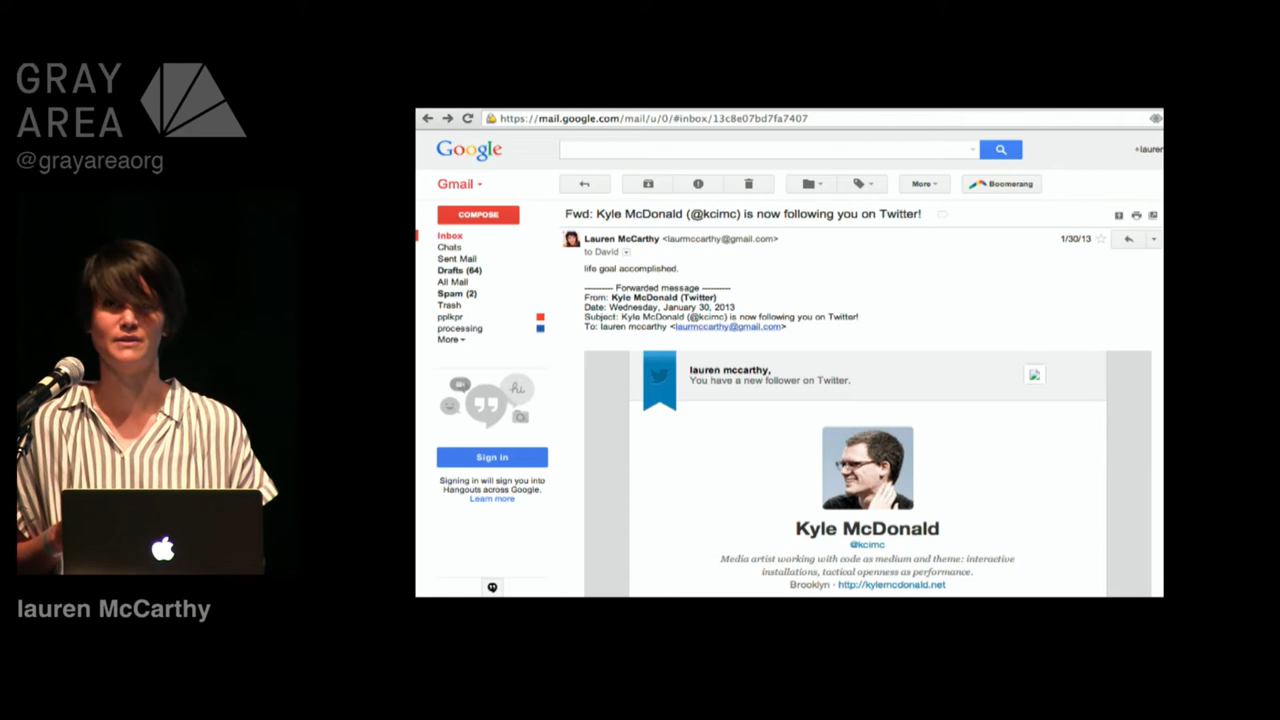 GRAY
AREA
@grayareaorg
lauren McCarthy
https://mail.google.com/mail/u/0/#inbox/13c8e07bd7fa7407
Google
+lauren
Gmail
More
Boomerang
COMPOSE
Fwd: Kyle McDonald (@kcimc) is now following you on Twitter!
Inbox
Chats
Sent Mail
Drafts (64)
All Mail
Spam (2)
Trash
pplkpr
processing
More
Lauren McCarthy <laurmccarthy@gmail.com>
1/30/13
to David
life goal accomplished.
---------- Forwarded message ----------
From: Kyle McDonald (Twitter)
Date: Wednesday, January 30, 2013
Subject: Kyle McDonald (@kcimc) is now following you on Twitter!
To: lauren mccarthy <laurmccarthy@gmail.com>
hi
Sign in
Signing in will sign you into
Hangouts across Google.
Learn more
lauren mccarthy,
You have a new follower on Twitter.
Kyle McDonald
@kcimc
Media artist working with code as medium and theme: interactive
installations, tactical openness as performance.
Brooklyn · http://kylemcdonald.net